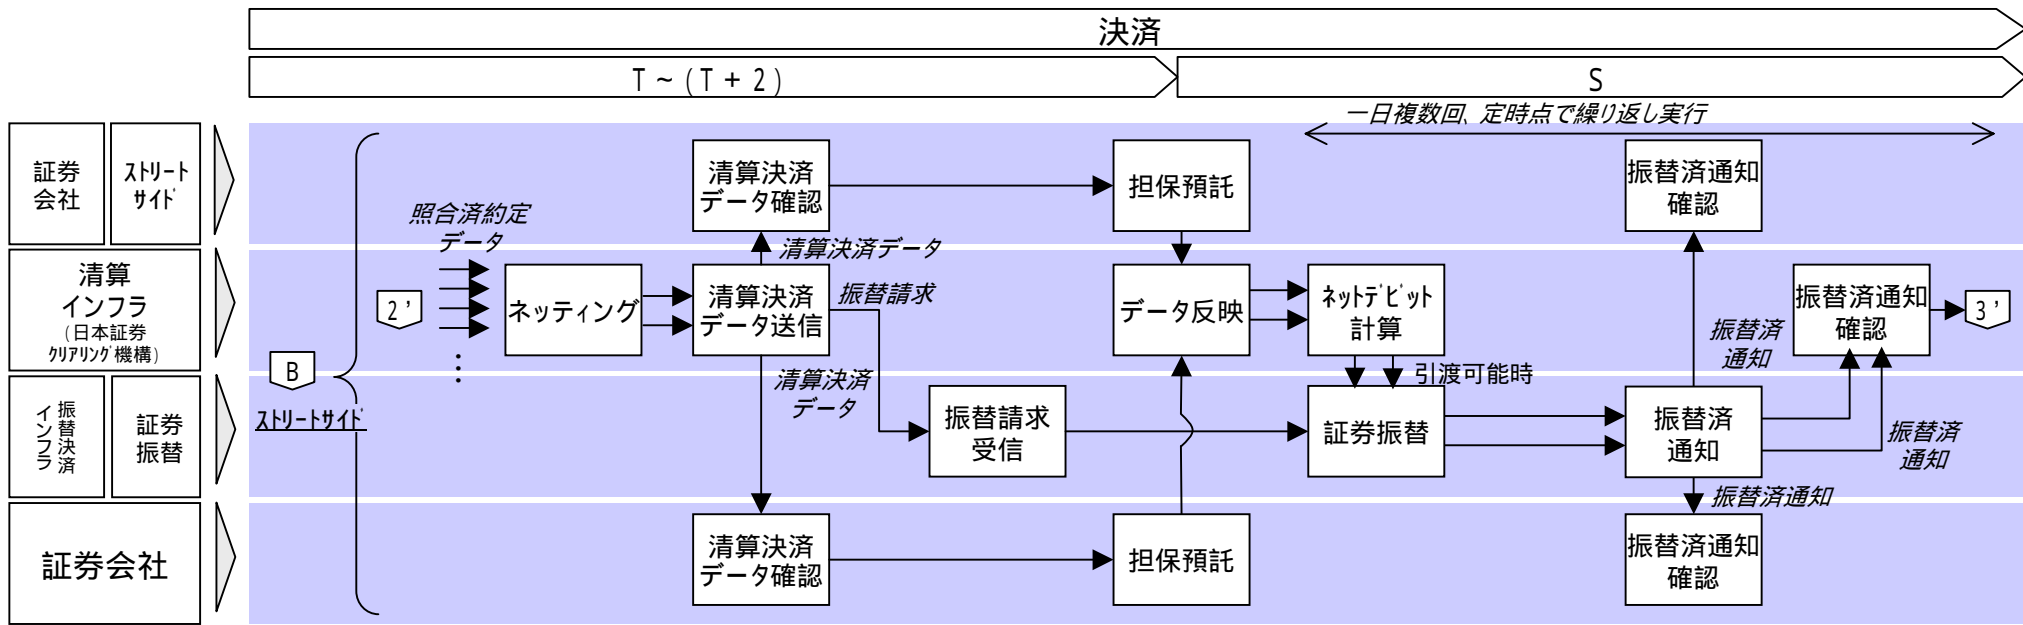 決済
T ~ (T + 2)
S
一日複数回、定時点で繰り返し実行
証券
会社
ｽﾄﾘｰﾄ
ｻｲﾄﾞ
清算決済
データ確認
担保預託
振替済通知
確認
照合済約定
データ
清算決済データ
清算
インフラ
(日本証券
ｸﾘｱﾘﾝｸﾞ機構)
2'
ネッティング
清算決済
データ送信
振替請求
データ反映
ﾈｯﾄﾃﾞﾋﾞｯﾄ
計算
振替済
通知
振替済通知
確認
3'
B
ｽﾄﾘｰﾄｻｲﾄﾞ
清算決済
データ
引渡可能時
振替決済
インフラ
証券
振替
振替請求
受信
証券振替
振替済
通知
振替済
通知
振替済通知
証券会社
清算決済
データ確認
担保預託
振替済通知
確認